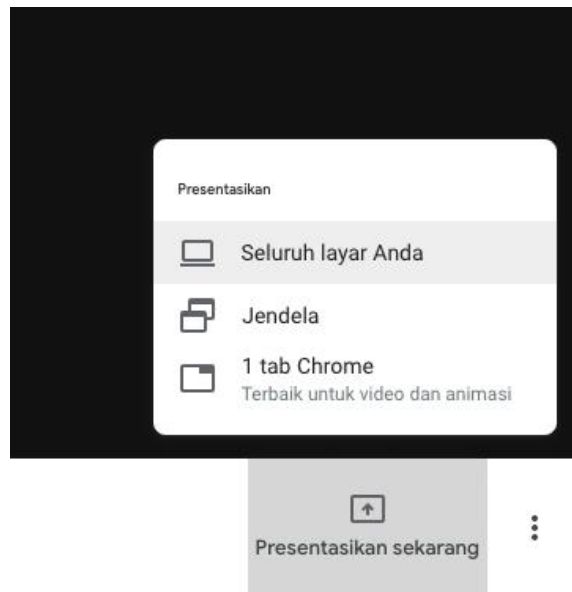 Presentasikan
Seluruh layar Anda
Jendela
1 tab Chrome
Terbaik untuk video dan animasi
Presentasikan sekarang